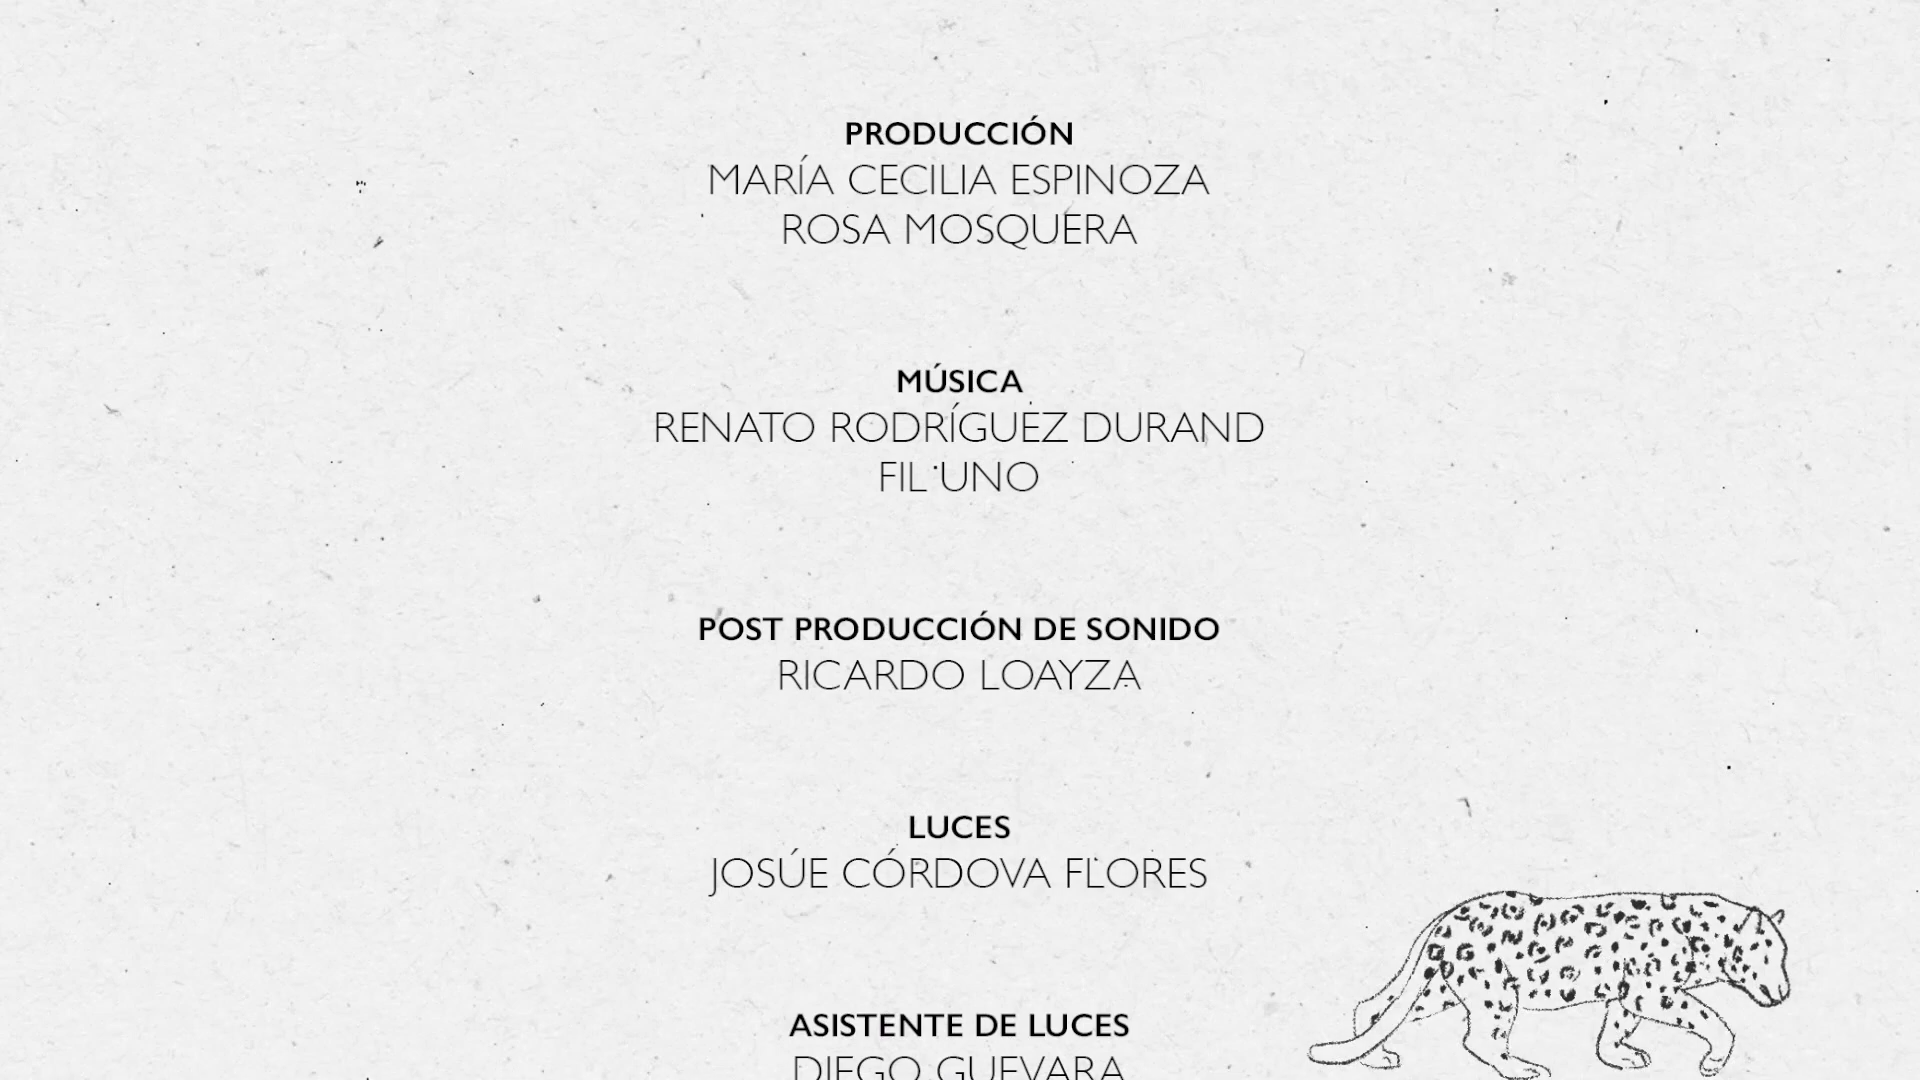 PRODUCCIÓN
MARÍA CECILIA ESPINOZA
ROSA MOSQUERA
MÚSICA
RENATO RODRÍGUEZ DURAND
FIL UNO
POST PRODUCCIÓN DE SONIDO
RICARDO LOAYZA
LUCES
JOSÚE CÓRDOVA FLORES
ASISTENTE DE LUCES
DIEGO GUEVARA